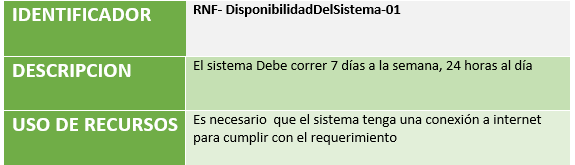 IDENTIFICADOR
RNF- DisponibilidadDelSistema-01
DESCRIPCION
El sistema Debe correr 7 días a la semana, 24 horas al día
USO DE RECURSOS
Es necesario  que el sistema tenga una conexión a internet
para cumplir con el requerimiento